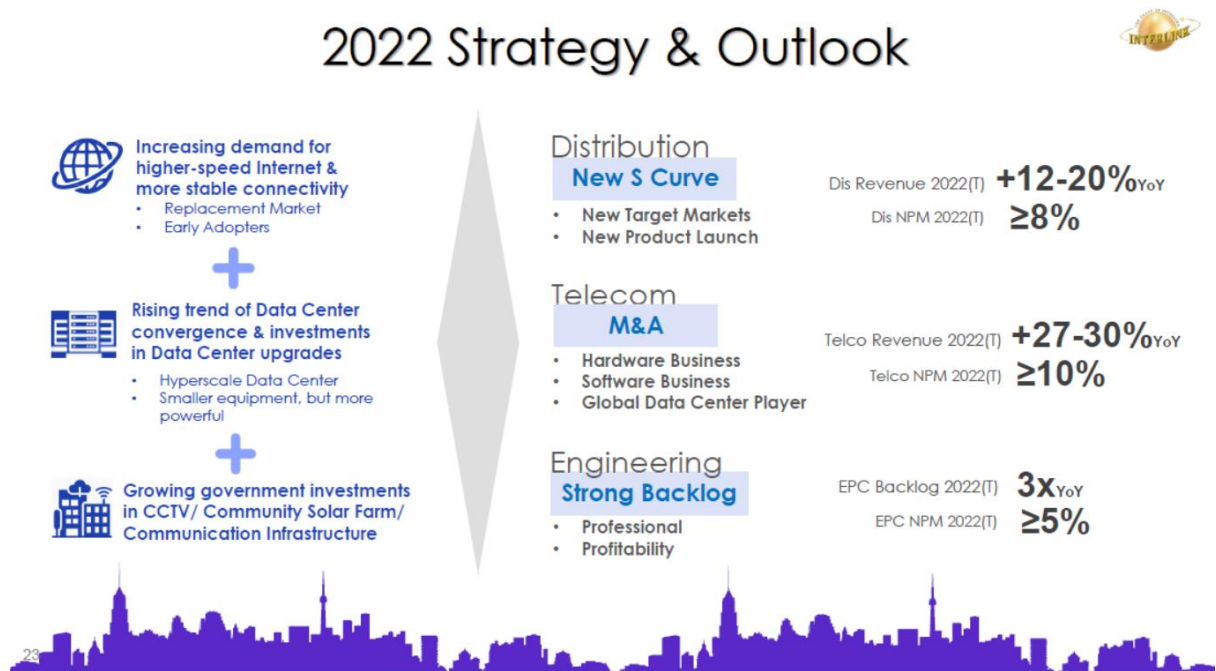 2022 Strategy & Outlook
INTERLINK
Increasing demand for
higher-speed Internet &
more stable connectivity
• Replacement Market
• Early Adopters
Rising trend of Data Center
convergence & investments
in Data Center upgrades
• Hyperscale Data Center
• Smaller equipment, but more
powerful
Growing government investments
in CCTV/ Community Solar Farm/
Communication Infrastructure
Distribution
New S Curve
• New Target Markets
• New Product Launch
Dis Revenue 2022(T) +12-20%YoY
Dis NPM 2022(T) ≥8%
Telecom
M&A
• Hardware Business
• Software Business
• Global Data Center Player
Telco Revenue 2022(T) +27-30%YoY
Telco NPM 2022(T) ≥10%
Engineering
Strong Backlog
• Professional
• Profitability
EPC Backlog 2022(T) 3xYoY
EPC NPM 2022(T) ≥5%
23